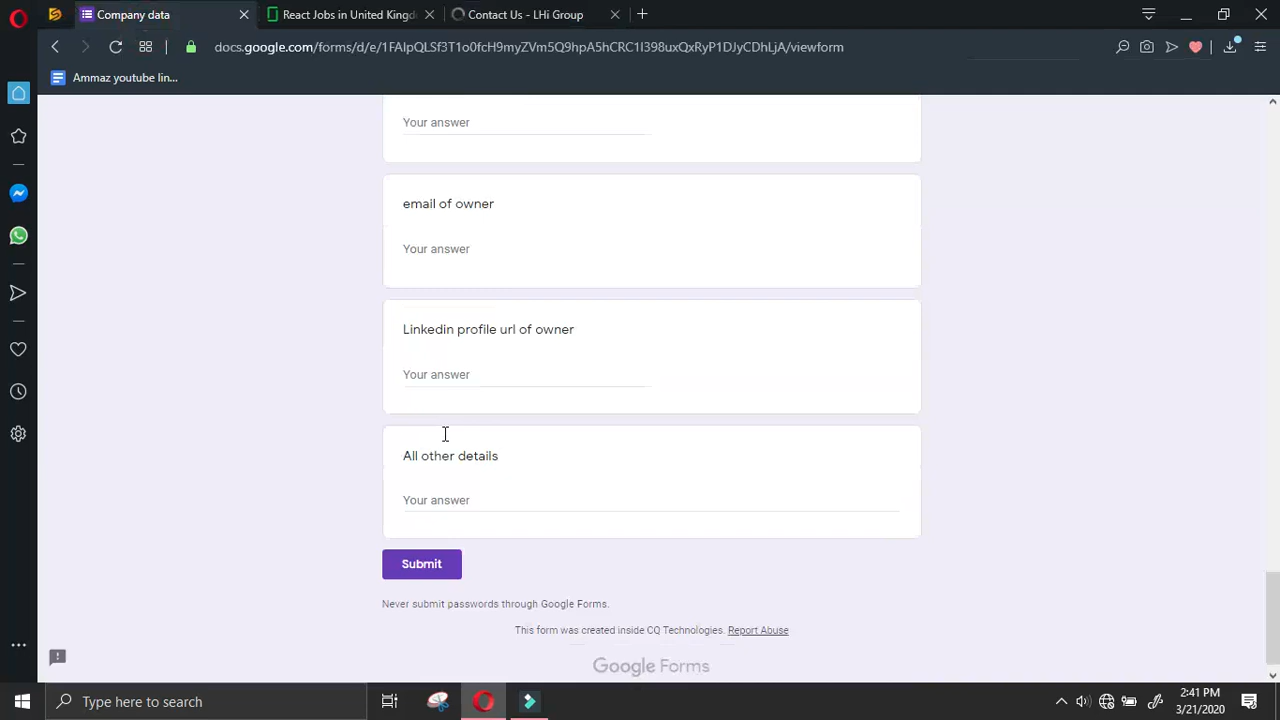 Company data
React Jobs in United Kingd
Contact Us - LHi Group
docs.google.com/forms/d/e/1FAIpQLSf3T1o0fcH9myZVm5Q9hpA5hCRC1I398uxQxRyP1DJyCDhLjA/viewform
Ammaz youtube lin...
Your answer
email of owner
Your answer
Linkedin profile url of owner
Your answer
All other details
Your answer
Submit
Never submit passwords through Google Forms.
This form was created inside CQ Technologies. Report Abuse
Google Forms
Type here to search
2:41 PM
3/21/2020